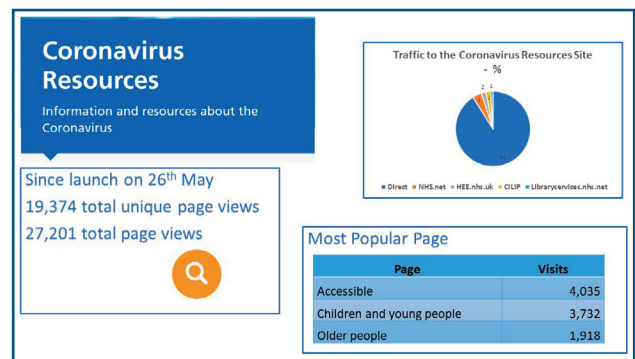 Coronavirus
Resources
Information and resources about the
Coronavirus
Since launch on 26th May
19,374 total unique page views
27,201 total page views
Traffic to the Coronavirus Resources Site
- %
2 1
Direct NHS.net HEE.nhs.uk CILIP Libraryservices.nhs.net
Most Popular Page
Page Visits
Accessible 4,035
Children and young people 3,732
Older people 1,918